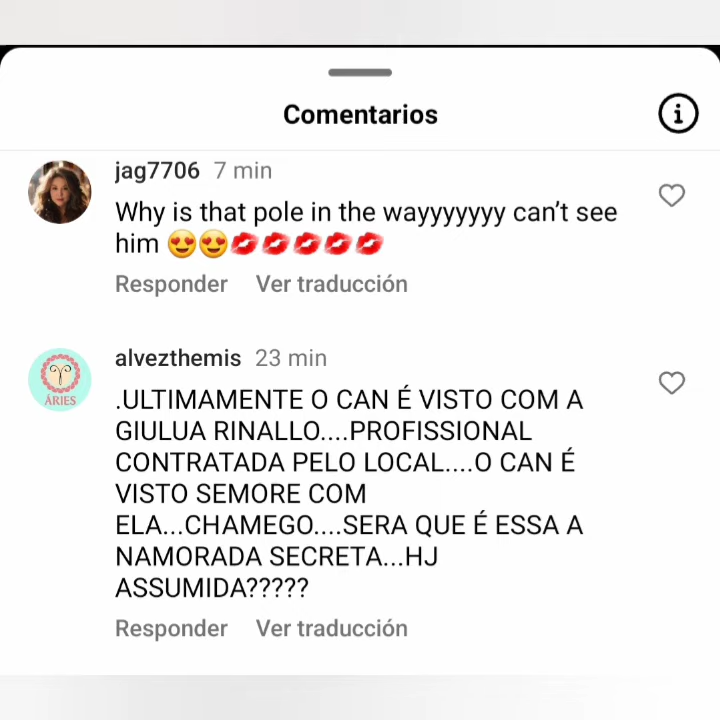 Comentarios
jag7706 7 min
Why is that pole in the wayyyyyyy can't see
him 😍😍💋💋💋💋💋
Responder Ver traducción
alvezthemis 23 min
.ULTIMAMENTE O CAN É VISTO COM A
GIULUA RINALLO....PROFISSIONAL
CONTRATADA PELO LOCAL....O CAN É
VISTO SEMORE COM
ELA...CHAMEGO....SERA QUE É ESSA A
NAMORADA SECRETA...HJ
ASSUMIDA?????
ÁRIES
Responder Ver traducción